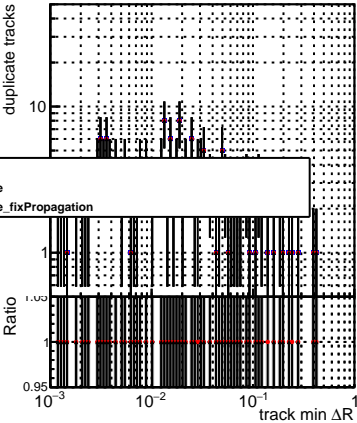 duplicate tracks
10
e
e_fixPropagation
1
1.05
Ratio
1
0.95
10⁻³
10⁻²
10⁻¹
1
track min ΔR